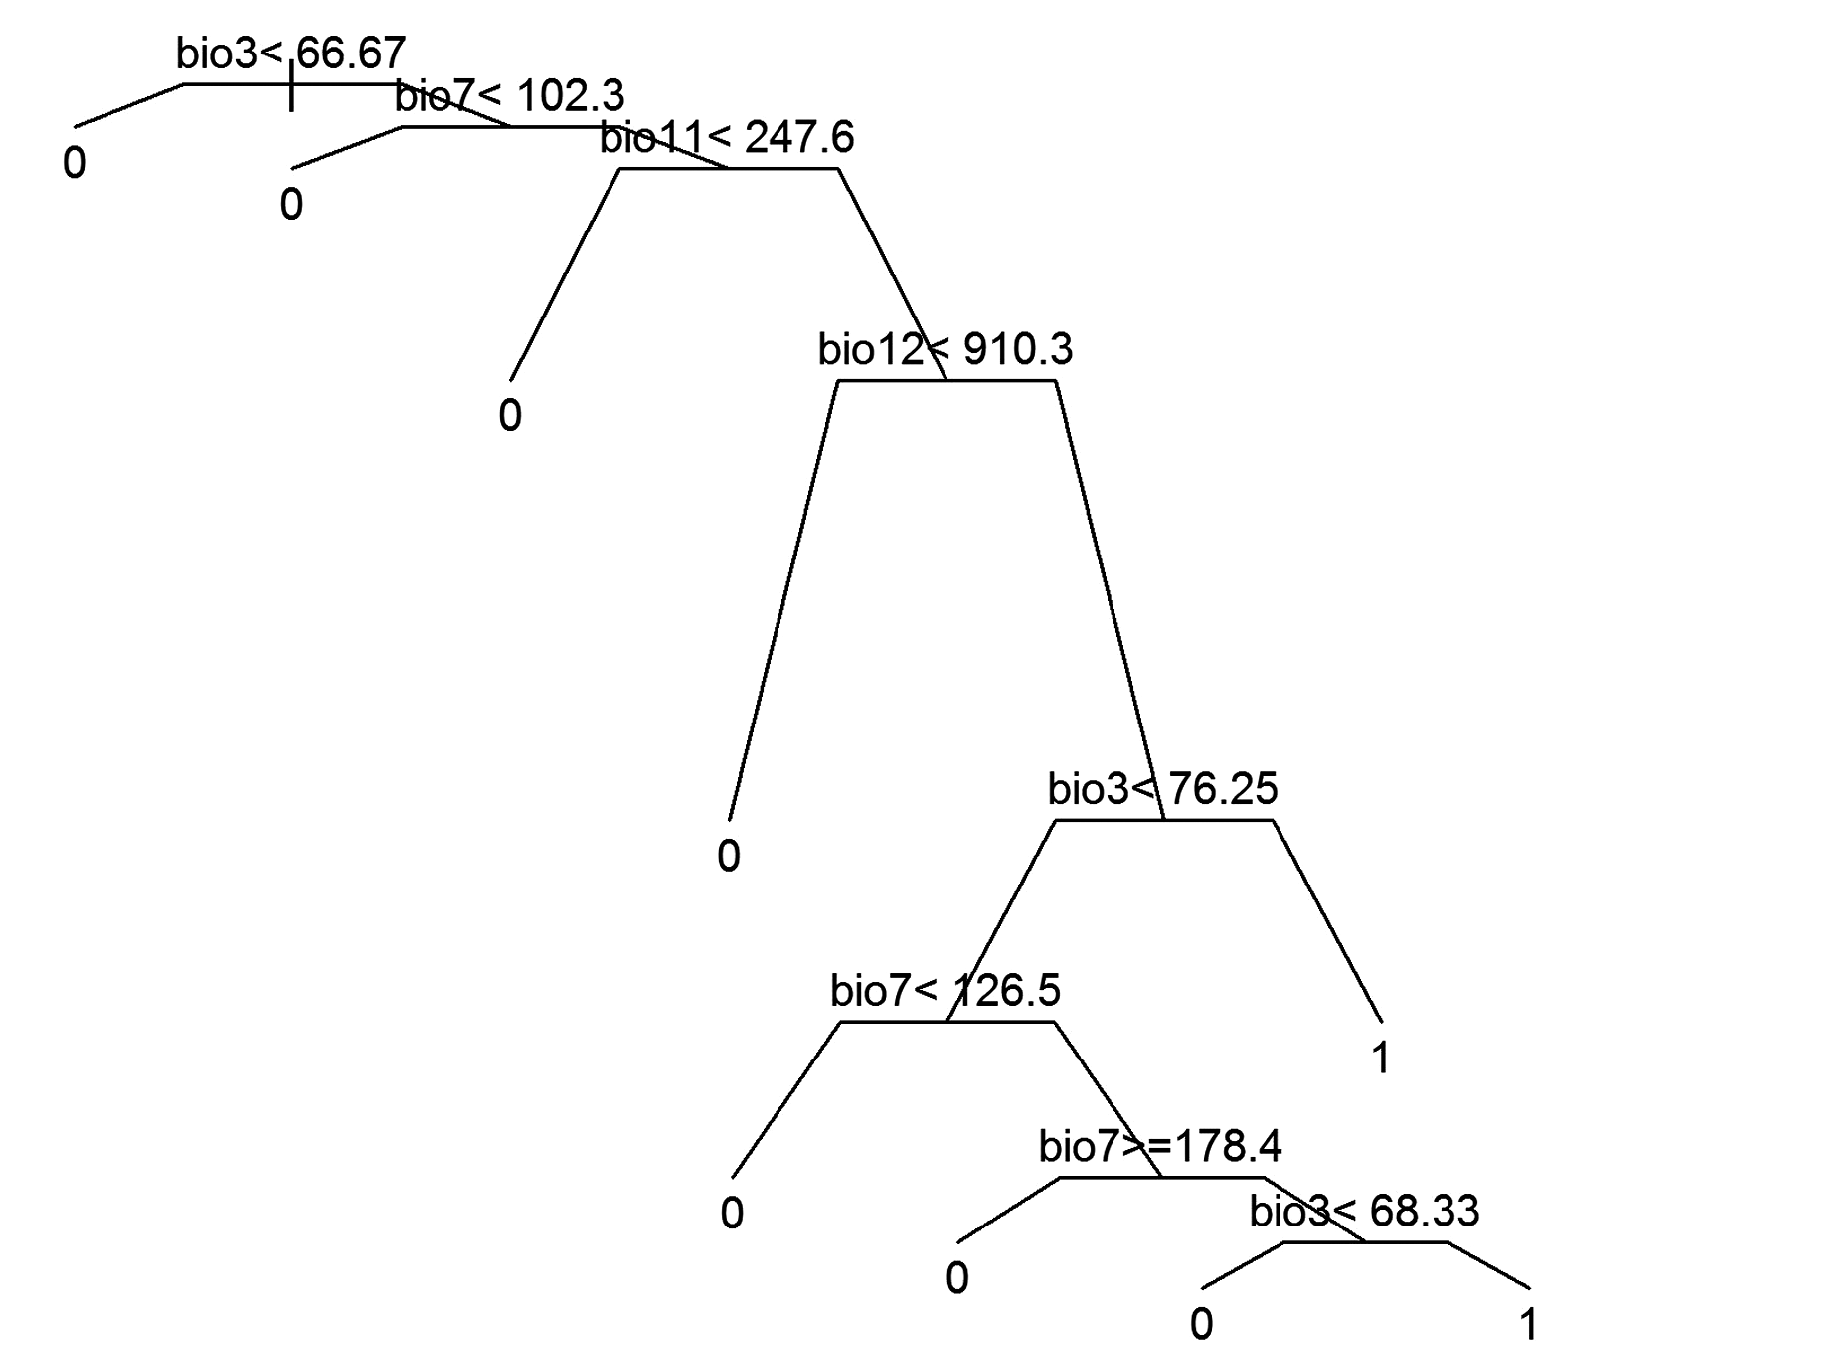 bio3< 66.67
bio7< 102.3
bio11< 247.6
0
0
bio12< 910.3
0
bio3< 76.25
0
bio7< 126.5
1
bio7>=178.4
0
bio3< 68.33
0
0
1